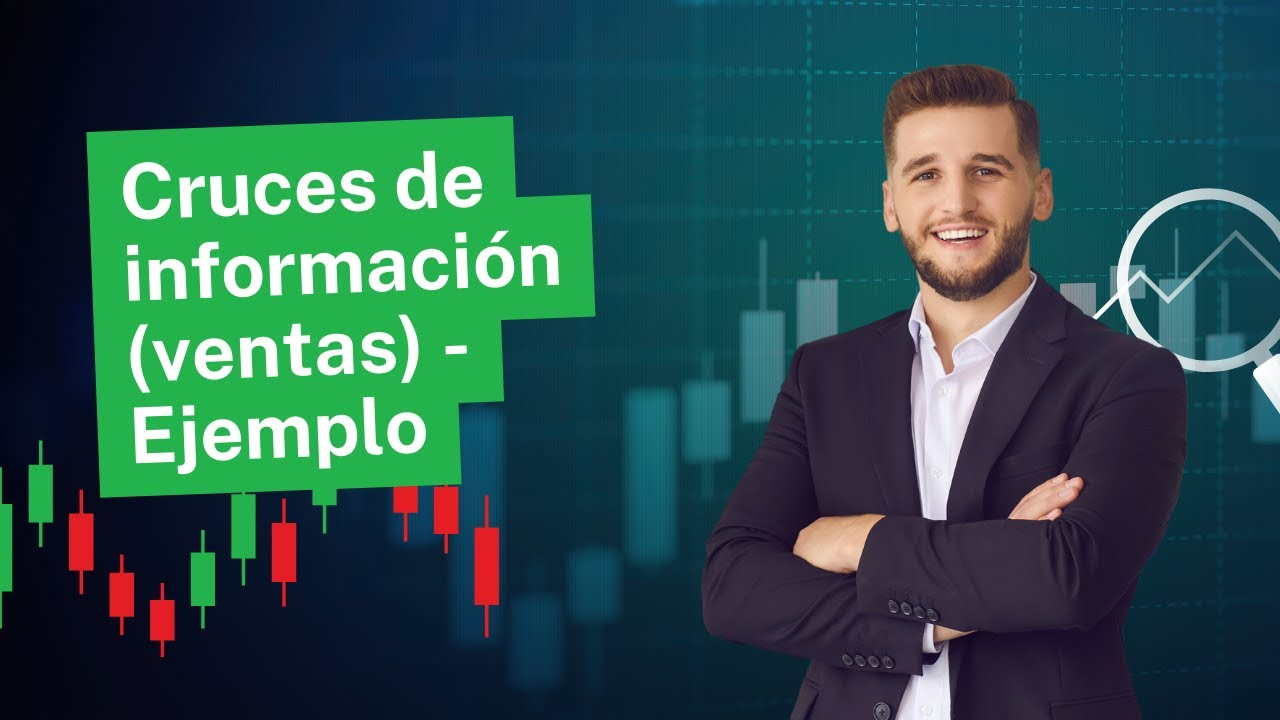 Cruces de
información
(ventas) -
Ejemplo